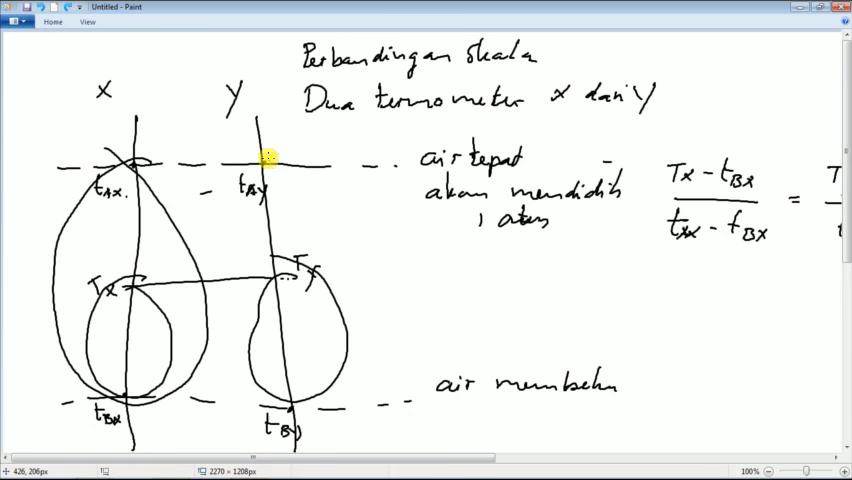 Untitled - Paint
Home View
Perbandingan Skala
Dua termometer X dan Y
X Y
air tepat
akan mendidih
1 atm
tAx. tAy
Tx - tBx
tAx - tBx
=
T
t
Tx Ty
air membeku
tBx tBy
426, 206px 2270 × 1208px 100%